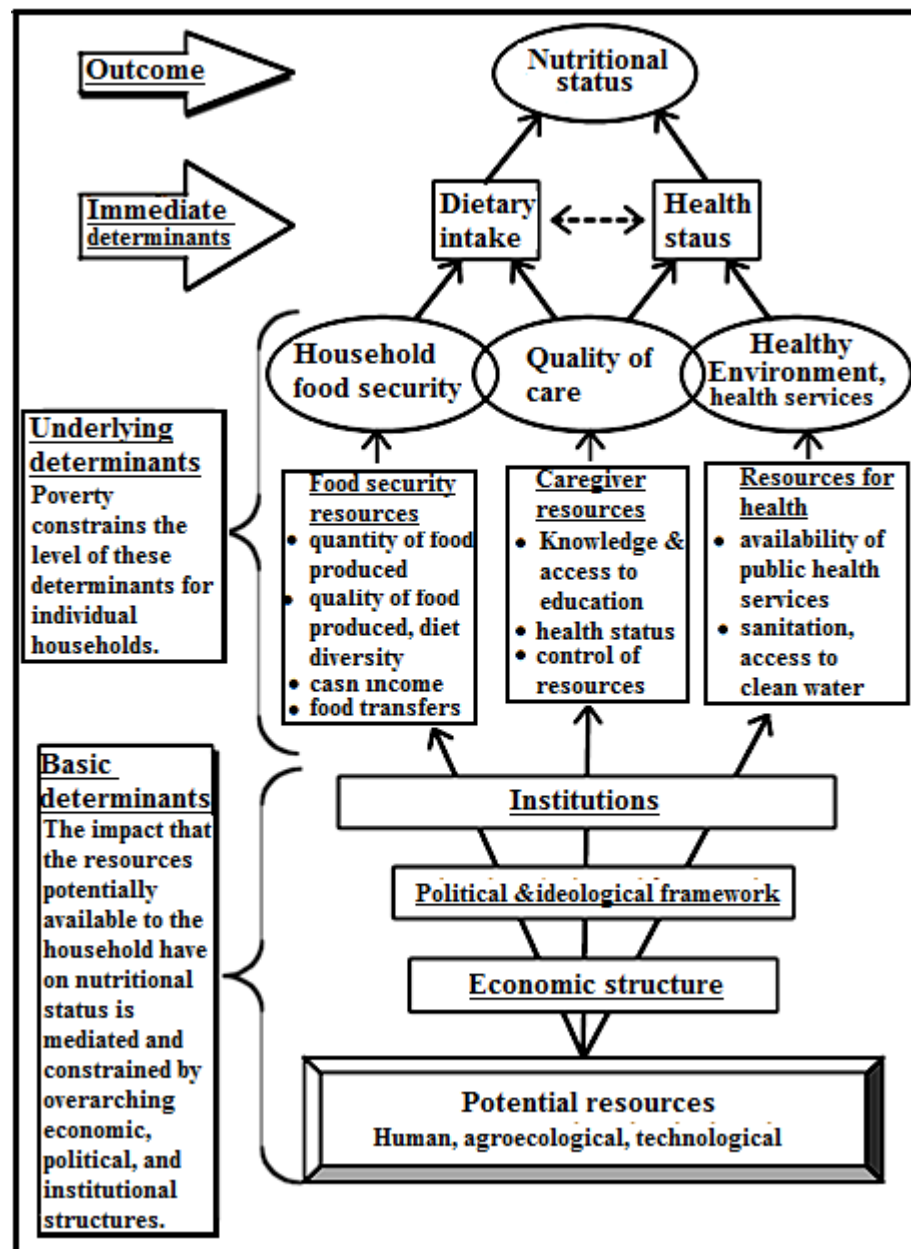 Outcome
Nutritional
status
Immediate
determinants
Dietary
intake
Health
staus
Household
food security
Quality of
care
Healthy
Environment,
health services
Underlying
determinants
Poverty
constrains the
level of these
determinants for
individual
households.
Food security
resources
• quantity of food
produced
• quality of food
produced, diet
diversity
• casn income
• food transfers
Caregiver
resources
• Knowledge &
access to
education
• health status
• control of
resources
Resources for
health
• availability of
public health
services
• sanitation,
access to
clean water
Basic
determinants
The impact that
the resources
potentially
available to the
household have
on nutritional
status is
mediated and
constrained by
overarching
economic,
political, and
institutional
structures.
Institutions
Political &ideological framework
Economic structure
Potential resources
Human, agroecological, technological